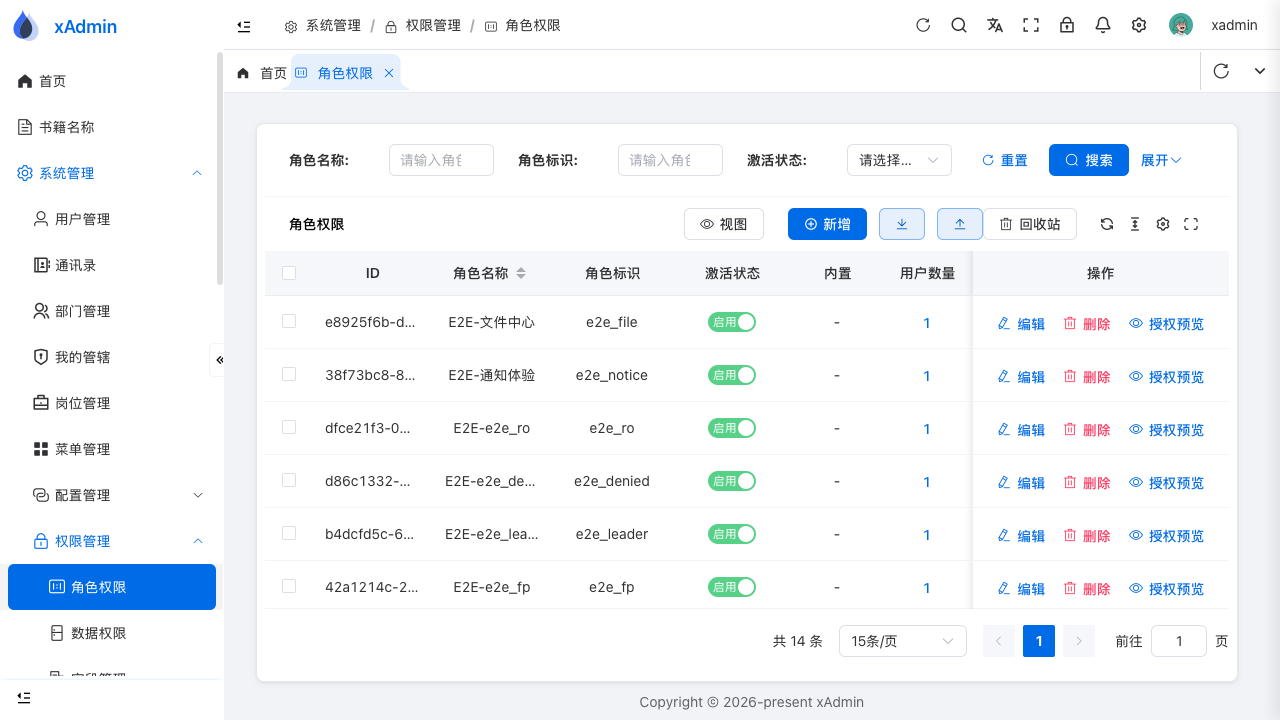 xAdmin
系统管理 / 权限管理 / 角色权限
xadmin
首页
角色权限
首页
书籍名称
系统管理
用户管理
通讯录
部门管理
我的管辖
岗位管理
菜单管理
配置管理
权限管理
角色权限
数据权限
角色名称:
请输入角色
角色标识:
请输入角色
激活状态:
请选择...
重置
搜索
展开
角色权限
视图
新增
回收站
ID 角色名称 角色标识 激活状态 内置 用户数量 操作
e8925f6b-d... E2E-文件中心 e2e_file 启用 - 1 编辑 删除 授权预览
38f73bc8-8... E2E-通知体验 e2e_notice 启用 - 1 编辑 删除 授权预览
dfce21f3-0... E2E-e2e_ro e2e_ro 启用 - 1 编辑 删除 授权预览
d86c1332-... E2E-e2e_de... e2e_denied 启用 - 1 编辑 删除 授权预览
b4dcfd5c-6... E2E-e2e_lea... e2e_leader 启用 - 1 编辑 删除 授权预览
42a1214c-2... E2E-e2e_fp e2e_fp 启用 - 1 编辑 删除 授权预览
共 14 条
15条/页
1
前往 1 页
Copyright © 2026-present xAdmin